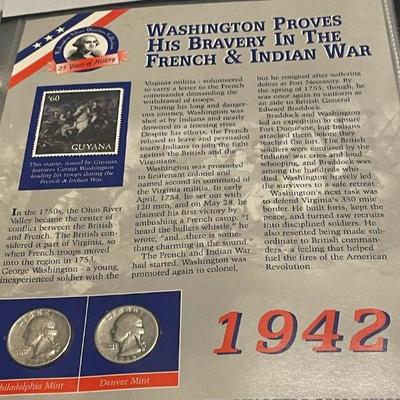 Washington Silver Quarter Collection
25 Years of History
WASHINGTON PROVES
HIS BRAVERY IN THE
FRENCH & INDIAN WAR
$60
GUYANA
This stamp, issued by Guyana,
features George Washington
leading his troops during the
French & Indian War.
In the 1750s, the Ohio River
Valley became the center of
conflict between the British
and French. The British con-
sidered it part of Virginia, so
when French troops moved
into the region in 1753,
George Washington - a young,
inexperienced soldier with the
Virginia militia - volunteered
to carry a letter to the French
commander demanding the
withdrawal of troops.
During his long and danger-
ous journey, Washington was
shot at by Indians and nearly
drowned in a freezing river.
Despite his efforts, the French
refused to leave and persuaded
many Indians to join the fight
against the British and the
Virginians.
Washington was promoted
to lieutenant colonel and
named second in command of
the Virginia militia. In early
April, 1754, he set out with
120 men, and on May 28, he
claimed his first victory by
ambushing a French camp. "I
heard the bullets whistle," he
wrote, "and...there is some-
thing charming in the sound."
The French and Indian War
had started. Washington was
promoted again to colonel,
but he resigned after suffering
defeat at Fort Necessity. By
the spring of 1755, though, he
was once again in uniform as
an aide to British General
Edward Braddock.
Braddock and Washington
led an expedition to capture
Fort Duquesne, but Indians
attacked them before they
reached the fort. The British
soldiers were confused by the
Indians' war cries and loud
whooping, and Braddock was
among the hundreds who
died. Washington bravely led
the survivors to a safe retreat.
Washington's next task was
to defend Virginia's 350 mile
border. He built forts, kept the
peace, and turned raw recruits
into disciplined soldiers. He
also resented being made sub-
ordinate to British comman-
ders - a feeling that helped
fuel the fires of the American
Revolution.
LIBERTY
LIBERTY
Philadelphia Mint
Denver Mint
1942